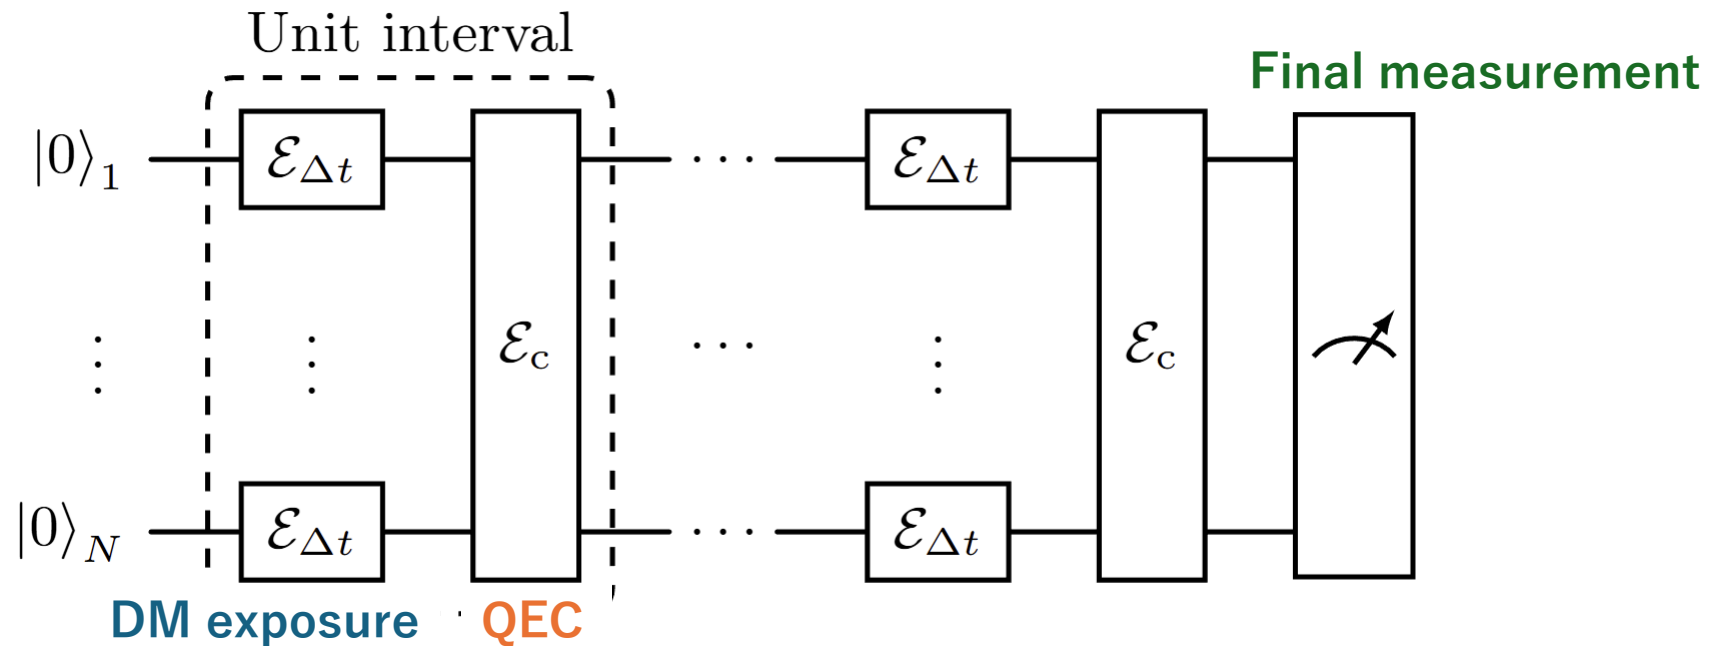 Unit interval
Final measurement
|0⟩₁ ℰ_Δt ℰ_Δt
⋮ ⋮ ℰ_c ⋯ ⋮ ℰ_c
|0⟩_N ℰ_Δt ⋯ ℰ_Δt
DM exposure QEC